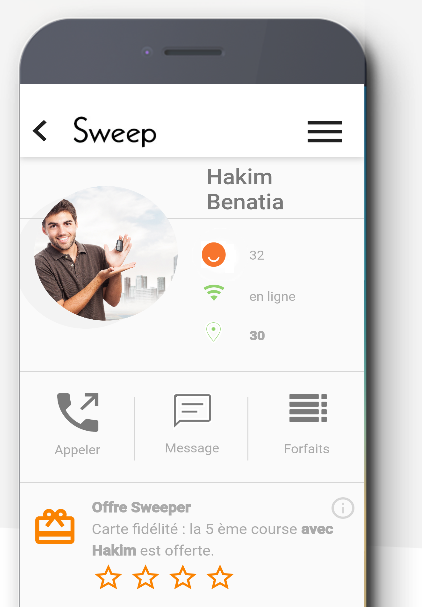 Sweep
Hakim
Benatia
32
en ligne
30
Appeler
Message
Forfaits
Offre Sweeper
Carte fidélité : la 5 ème course avec
Hakim est offerte.